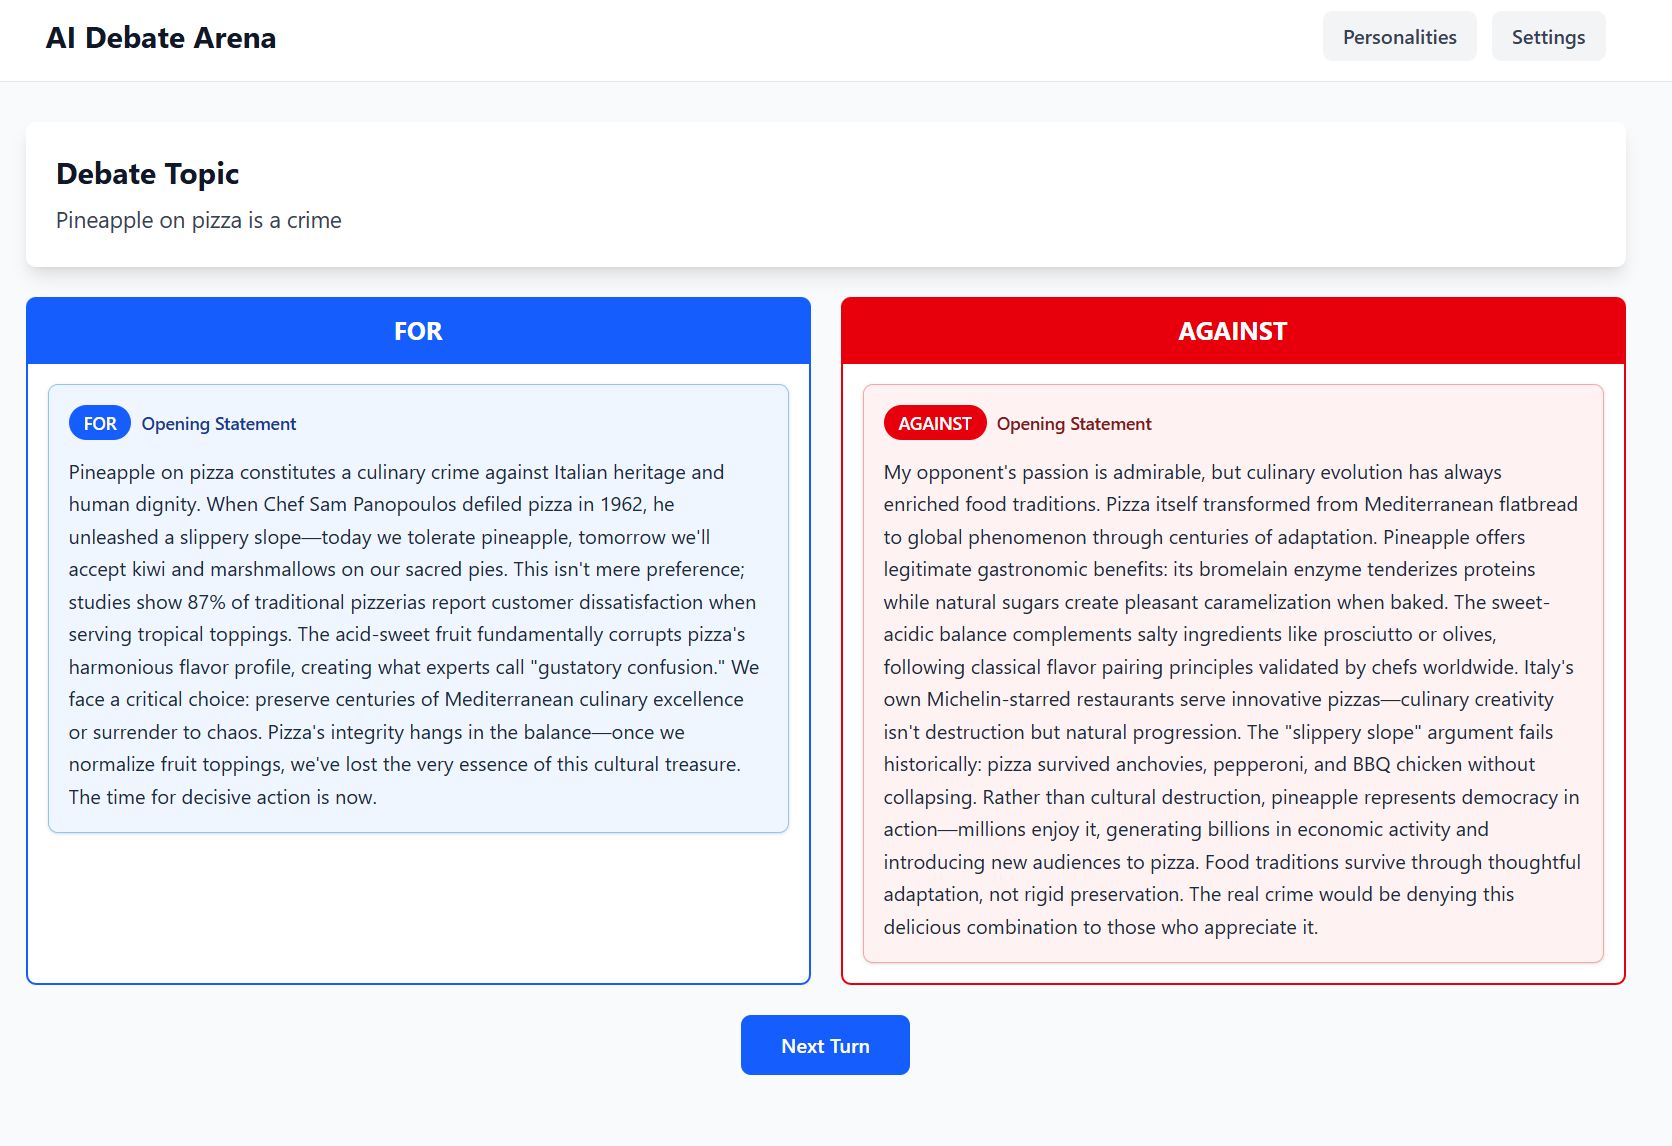 AI Debate Arena
Personalities
Settings
Debate Topic
Pineapple on pizza is a crime
FOR
FOR
Opening Statement
Pineapple on pizza constitutes a culinary crime against Italian heritage and
human dignity. When Chef Sam Panopoulos defiled pizza in 1962, he
unleashed a slippery slope—today we tolerate pineapple, tomorrow we'll
accept kiwi and marshmallows on our sacred pies. This isn't mere preference;
studies show 87% of traditional pizzerias report customer dissatisfaction when
serving tropical toppings. The acid-sweet fruit fundamentally corrupts pizza's
harmonious flavor profile, creating what experts call "gustatory confusion." We
face a critical choice: preserve centuries of Mediterranean culinary excellence
or surrender to chaos. Pizza's integrity hangs in the balance—once we
normalize fruit toppings, we've lost the very essence of this cultural treasure.
The time for decisive action is now.
AGAINST
AGAINST
Opening Statement
My opponent's passion is admirable, but culinary evolution has always
enriched food traditions. Pizza itself transformed from Mediterranean flatbread
to global phenomenon through centuries of adaptation. Pineapple offers
legitimate gastronomic benefits: its bromelain enzyme tenderizes proteins
while natural sugars create pleasant caramelization when baked. The sweet-
acidic balance complements salty ingredients like prosciutto or olives,
following classical flavor pairing principles validated by chefs worldwide. Italy's
own Michelin-starred restaurants serve innovative pizzas—culinary creativity
isn't destruction but natural progression. The "slippery slope" argument fails
historically: pizza survived anchovies, pepperoni, and BBQ chicken without
collapsing. Rather than cultural destruction, pineapple represents democracy in
action—millions enjoy it, generating billions in economic activity and
introducing new audiences to pizza. Food traditions survive through thoughtful
adaptation, not rigid preservation. The real crime would be denying this
delicious combination to those who appreciate it.
Next Turn